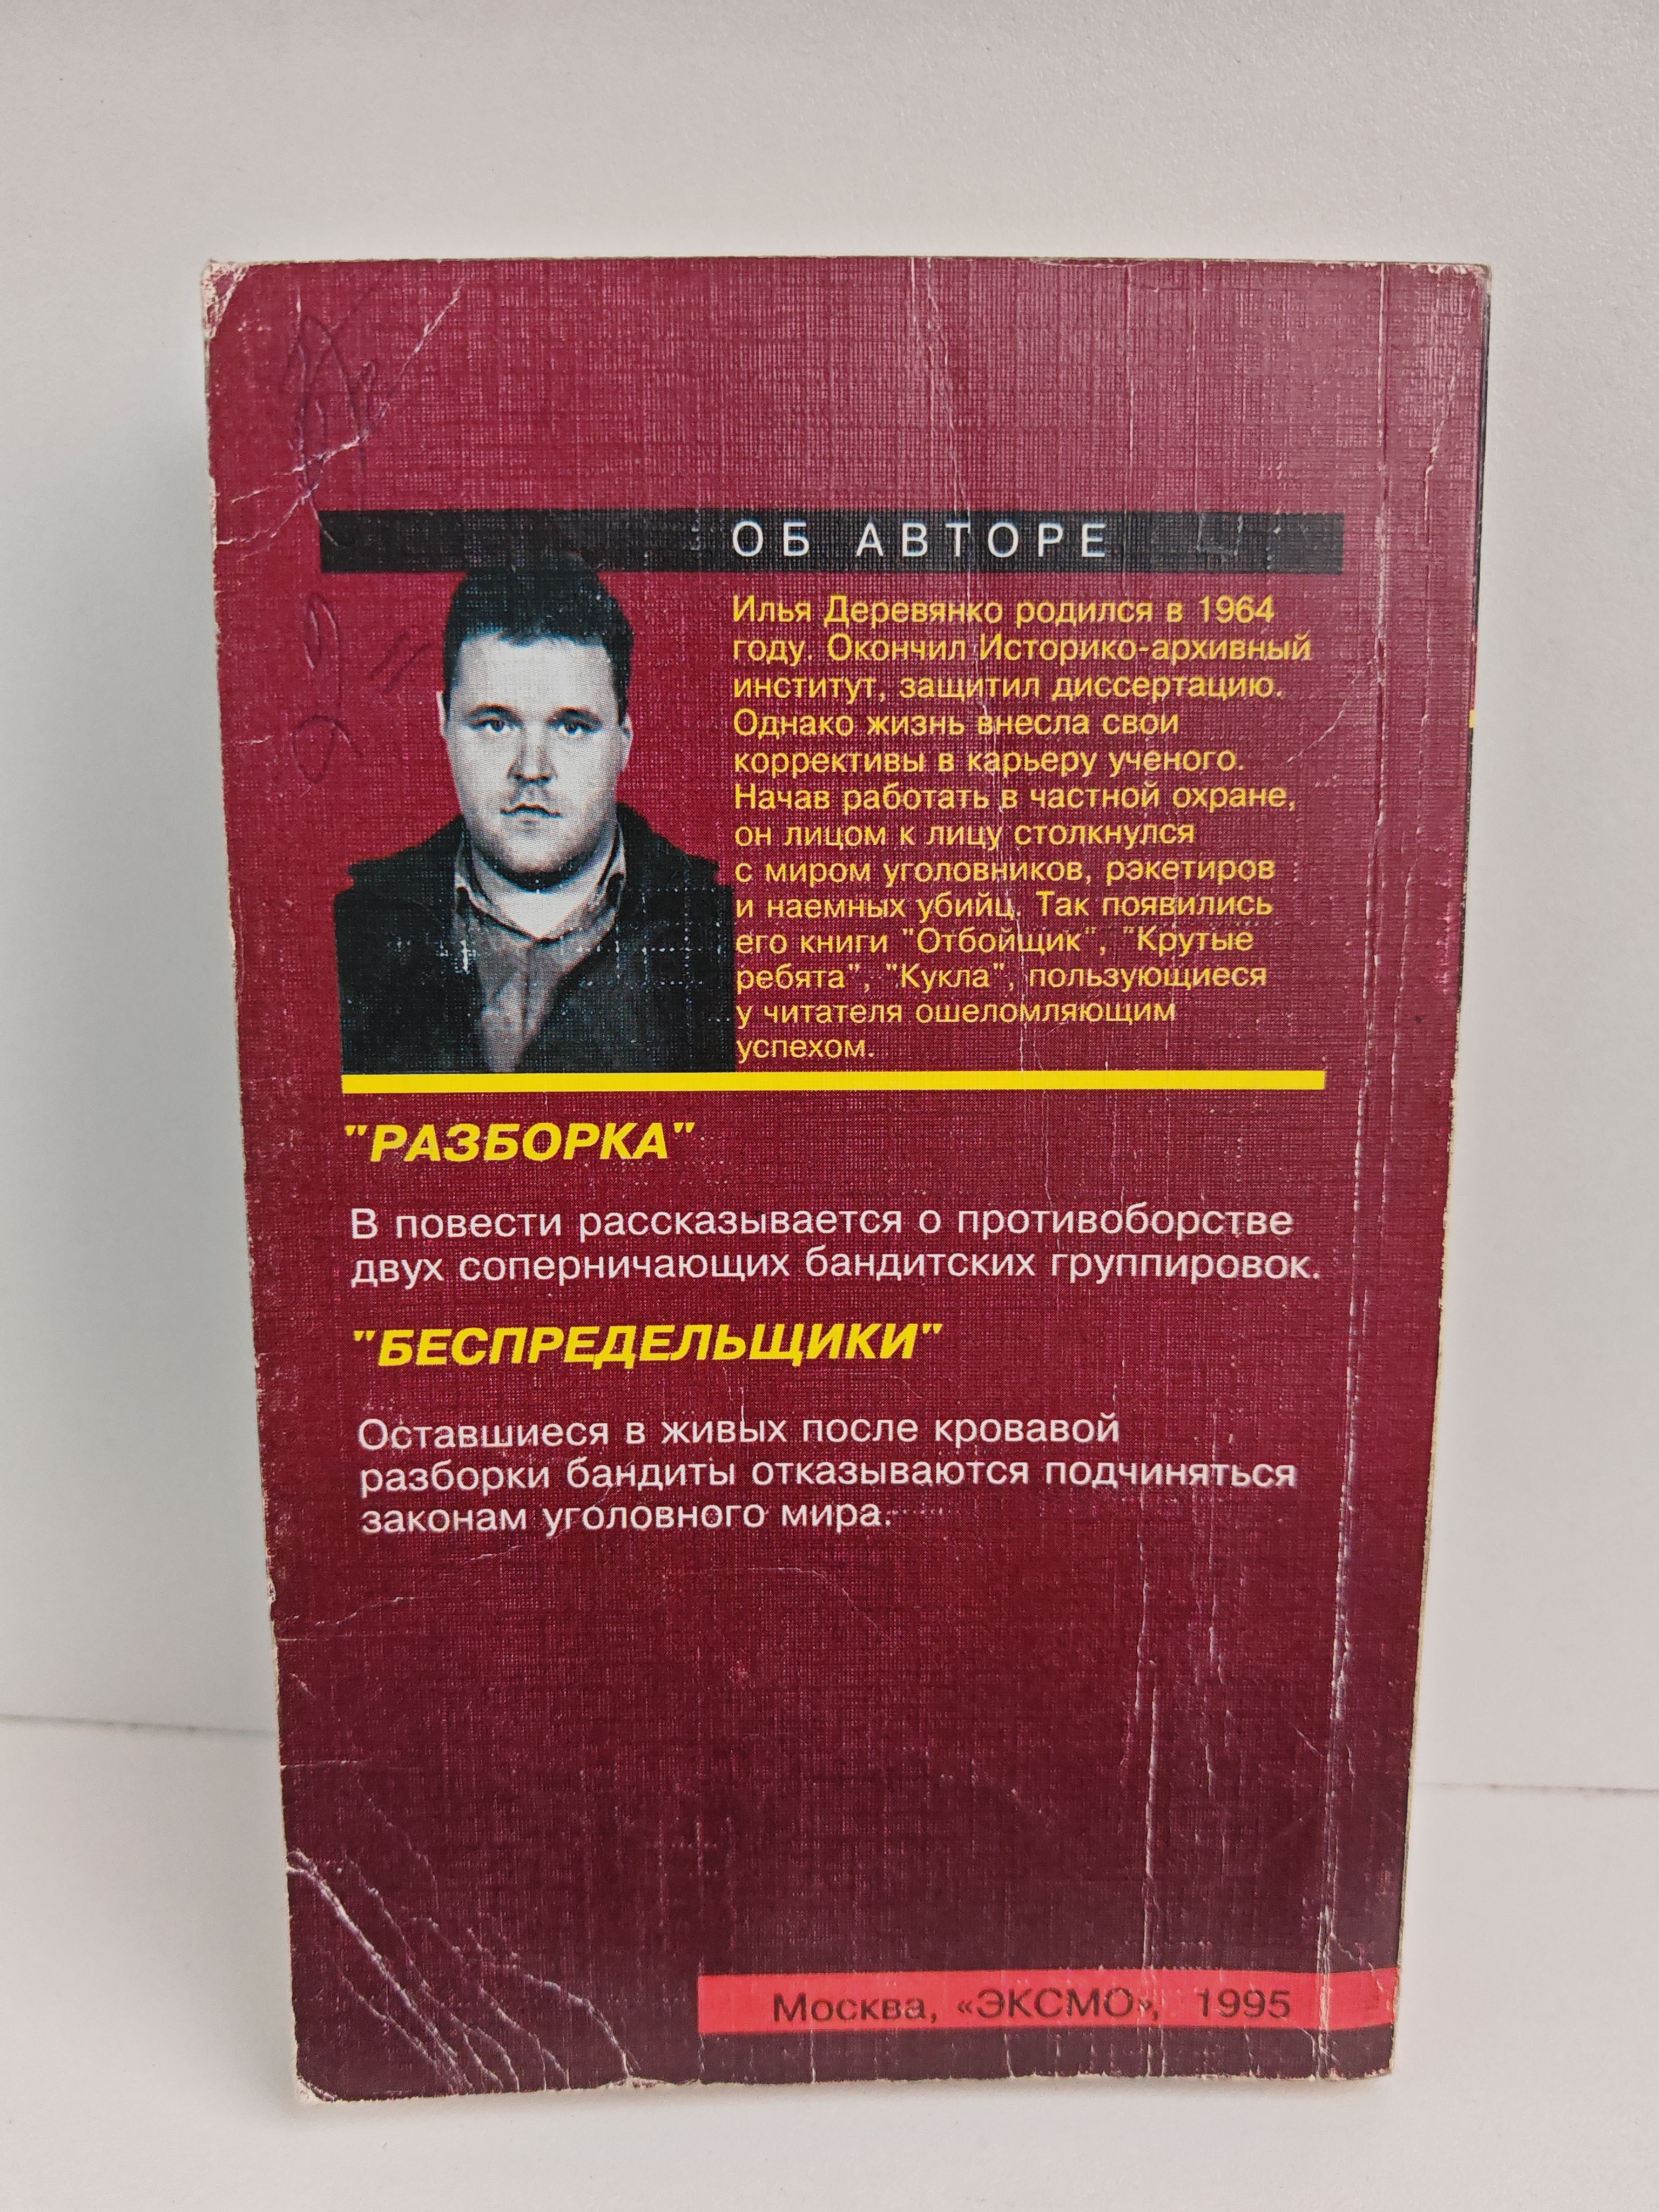 ОБ АВТОРЕ
Илья Деревянко родился в 1964
году. Окончил Историко-архивный
институт, защитил диссертацию.
Однако жизнь внесла свои
коррективы в карьеру ученого.
Начав работать в частной охране,
он лицом к лицу столкнулся
с миром уголовников, рэкетиров
и наемных убийц. Так появились
его книги "Отбойщик", "Крутые
ребята", "Кукла", пользующиеся
у читателя ошеломляющим
успехом.
"РАЗБОРКА"
В повести рассказывается о противоборстве
двух соперничающих бандитских группировок.
"БЕСПРЕДЕЛЬЩИКИ"
Оставшиеся в живых после кровавой
разборки бандиты отказываются подчиняться
законам уголовного мира.
Москва, «ЭКСМО», 1995